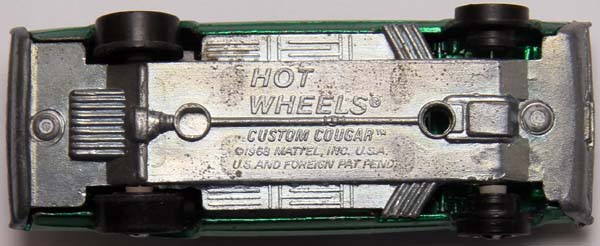 HOT
WHEELS®
CUSTOM COUGAR™
©1968 MATTEL, INC. U.S.A.
U.S. AND FOREIGN PAT. PEND.